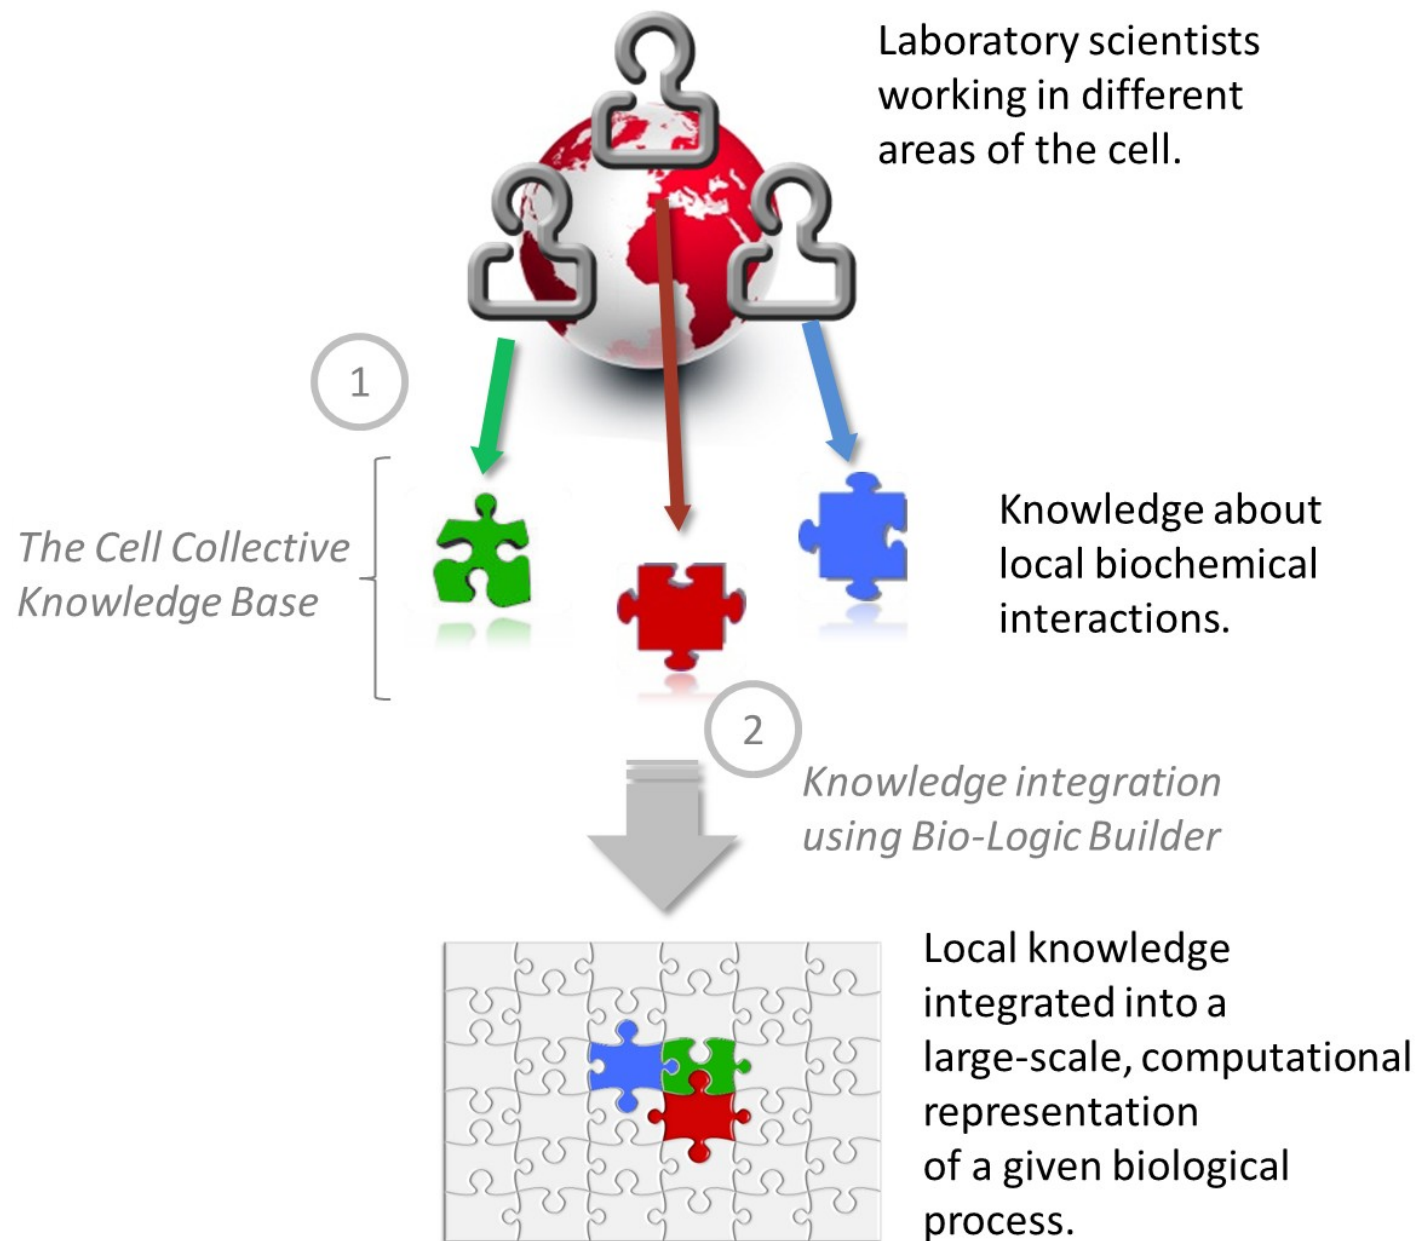 Laboratory scientists
working in different
areas of the cell.
1
The Cell Collective
Knowledge Base
Knowledge about
local biochemical
interactions.
2
Knowledge integration
using Bio-Logic Builder
Local knowledge
integrated into a
large-scale, computational
representation
of a given biological
process.